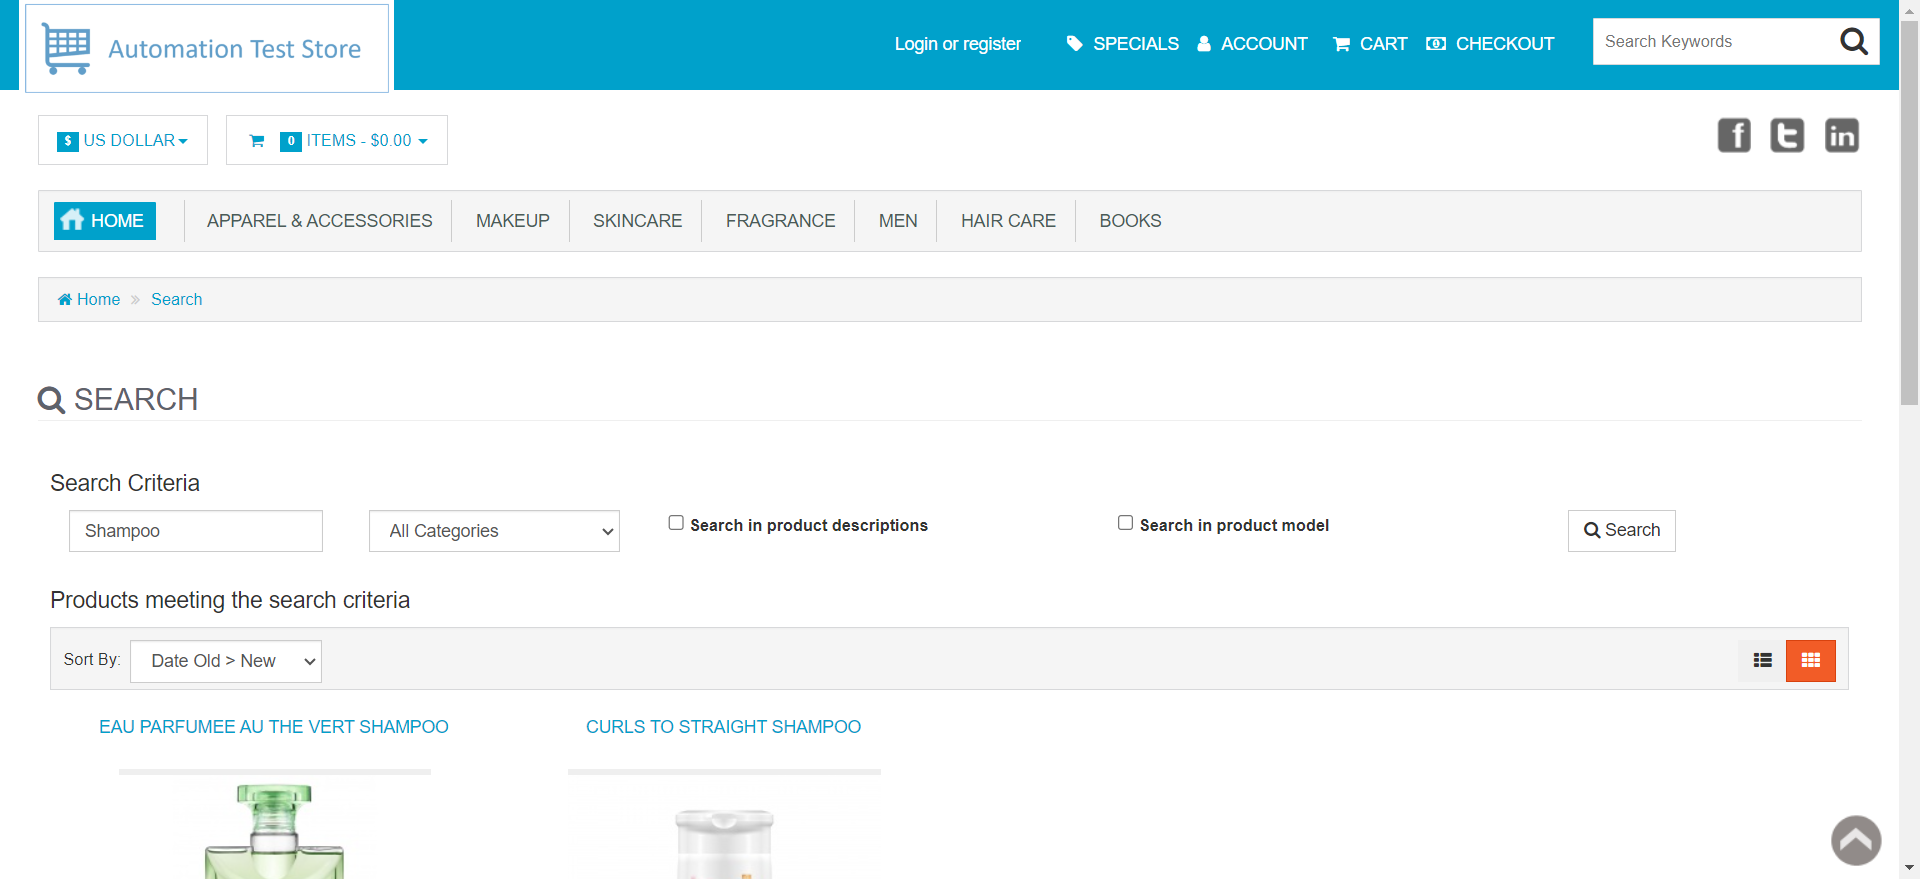 Automation Test Store
Login or register
SPECIALS
ACCOUNT
CART
CHECKOUT
Search Keywords
$ US DOLLAR
0 ITEMS - $0.00
f
t
in
HOME
APPAREL & ACCESSORIES
MAKEUP
SKINCARE
FRAGRANCE
MEN
HAIR CARE
BOOKS
Home » Search
SEARCH
Search Criteria
Shampoo
All Categories
Search in product descriptions
Search in product model
Search
Products meeting the search criteria
Sort By: Date Old > New
EAU PARFUMEE AU THE VERT SHAMPOO
CURLS TO STRAIGHT SHAMPOO